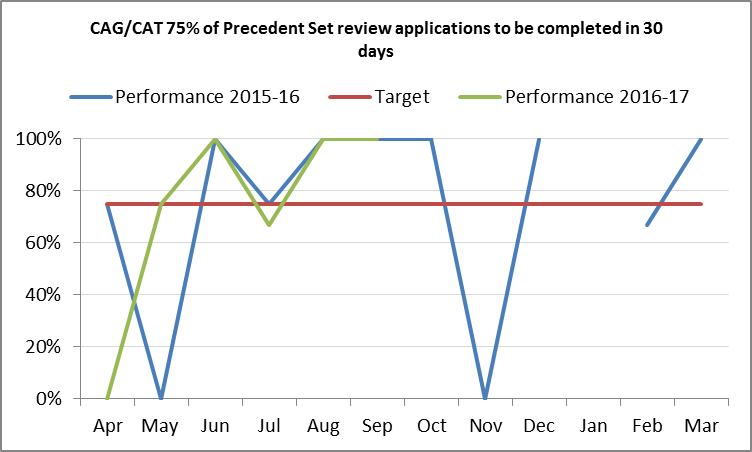 CAG/CAT 75% of Precedent Set review applications to be completed in 30
days
Performance 2015-16 Target Performance 2016-17
100%
80%
60%
40%
20%
0%
Apr May Jun Jul Aug Sep Oct Nov Dec Jan Feb Mar